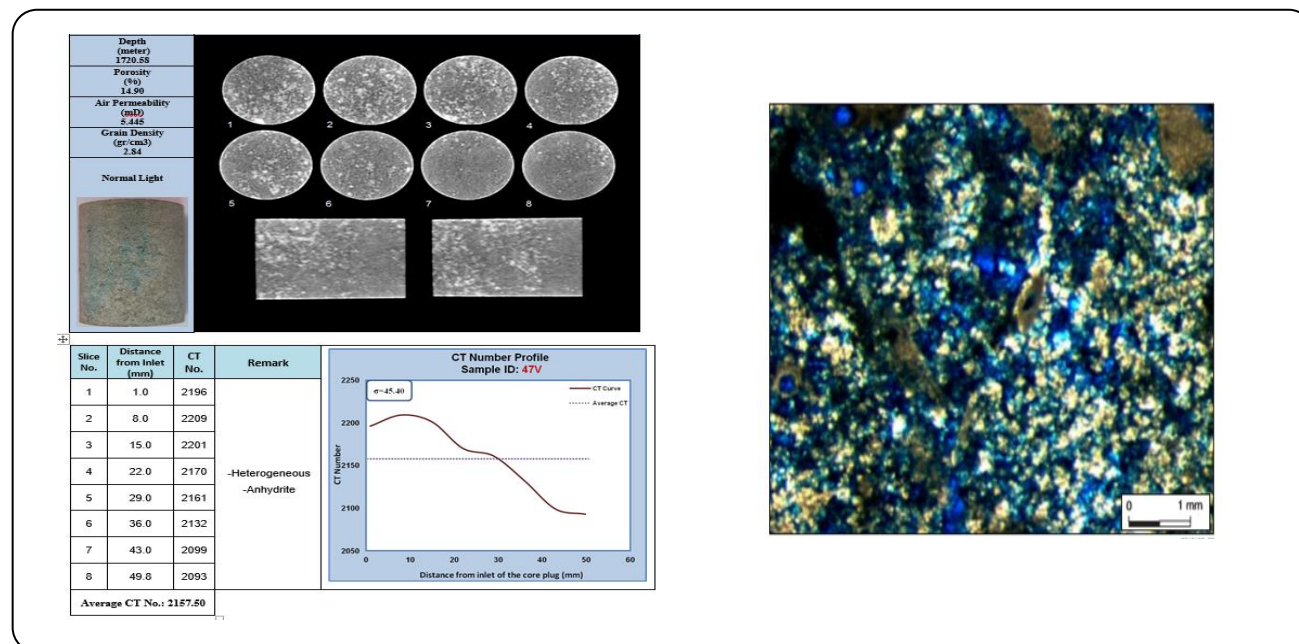 Depth
(meter)
1720.58
Porosity
(%)
14.90
Air Permeability
(mD)
5.445
Grain Density
(gr/cm3)
2.84
Normal Light
1
2
3
4
5
6
7
8
Slice No.
Distance from Inlet (mm)
CT No.
Remark
1 1.0 2196
2 8.0 2209
3 15.0 2201
4 22.0 2170
5 29.0 2161
6 36.0 2132
7 43.0 2099
8 49.8 2093
-Heterogeneous
-Anhydrite
Average CT No.: 2157.50
CT Number Profile
Sample ID: 47V
σ=45.40
CT Curve
Average CT
CT Number
2250
2200
2150
2100
2050
0 10 20 30 40 50 60
Distance from inlet of the core plug (mm)
0 1 mm